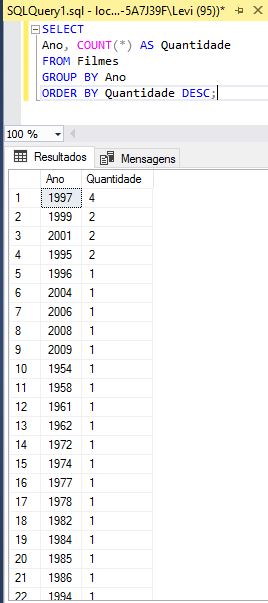 SQLQuery1.sql - loc...-5A7J39F\Levi (95))*
SELECT
Ano, COUNT(*) AS Quantidade
FROM Filmes
GROUP BY Ano
ORDER BY Quantidade DESC;
100 %
Resultados Mensagens
Ano Quantidade
1 1997 4
2 1999 2
3 2001 2
4 1995 2
5 1996 1
6 2004 1
7 2006 1
8 2008 1
9 2009 1
10 1954 1
11 1958 1
12 1961 1
13 1962 1
14 1972 1
15 1974 1
16 1977 1
17 1978 1
18 1982 1
19 1984 1
20 1985 1
21 1986 1
22 1994 1